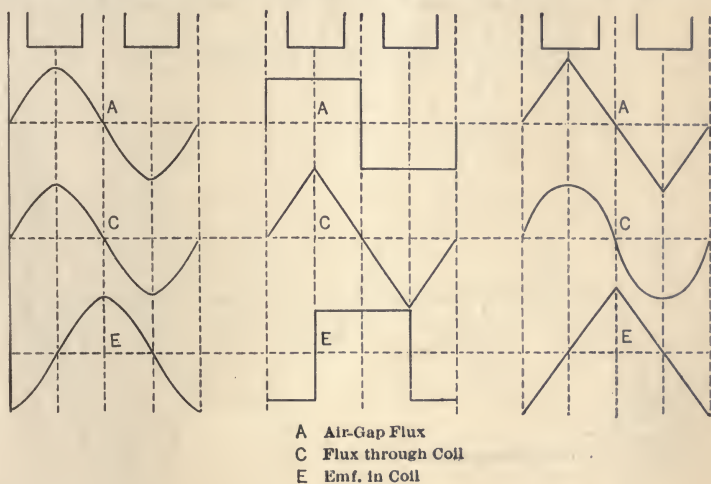 A A A
C C C
E E E
A Air-Gap Flux
C Flux through Coil
E Emf. in Coil